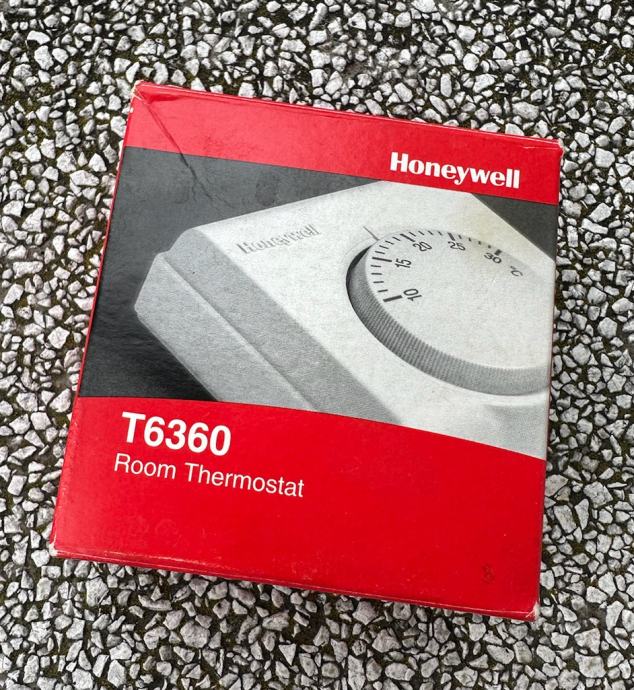 Honeywell
Honeywell
10 15 20 25 30 °C
T6360
Room Thermostat